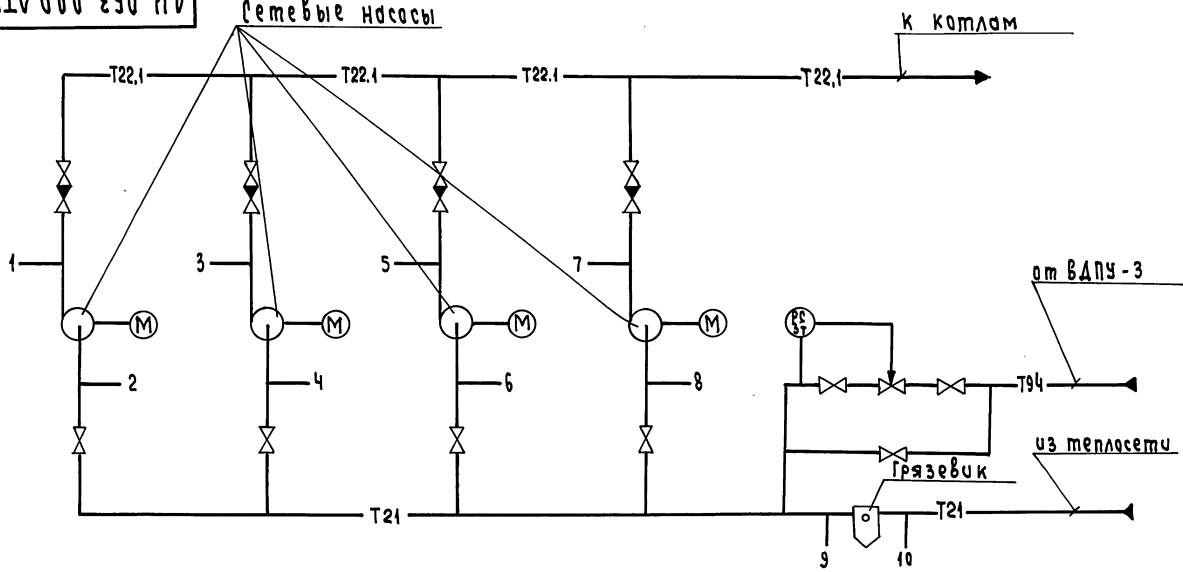 Сетевые насосы
к котлам
Т22,1
Т22.1
Т22.1
Т22,1
1
3
5
7
от ВДПУ-3
М
М
М
М
2
4
6
8
Т94
из теплосети
Грязевик
Т21
Т21
9
10